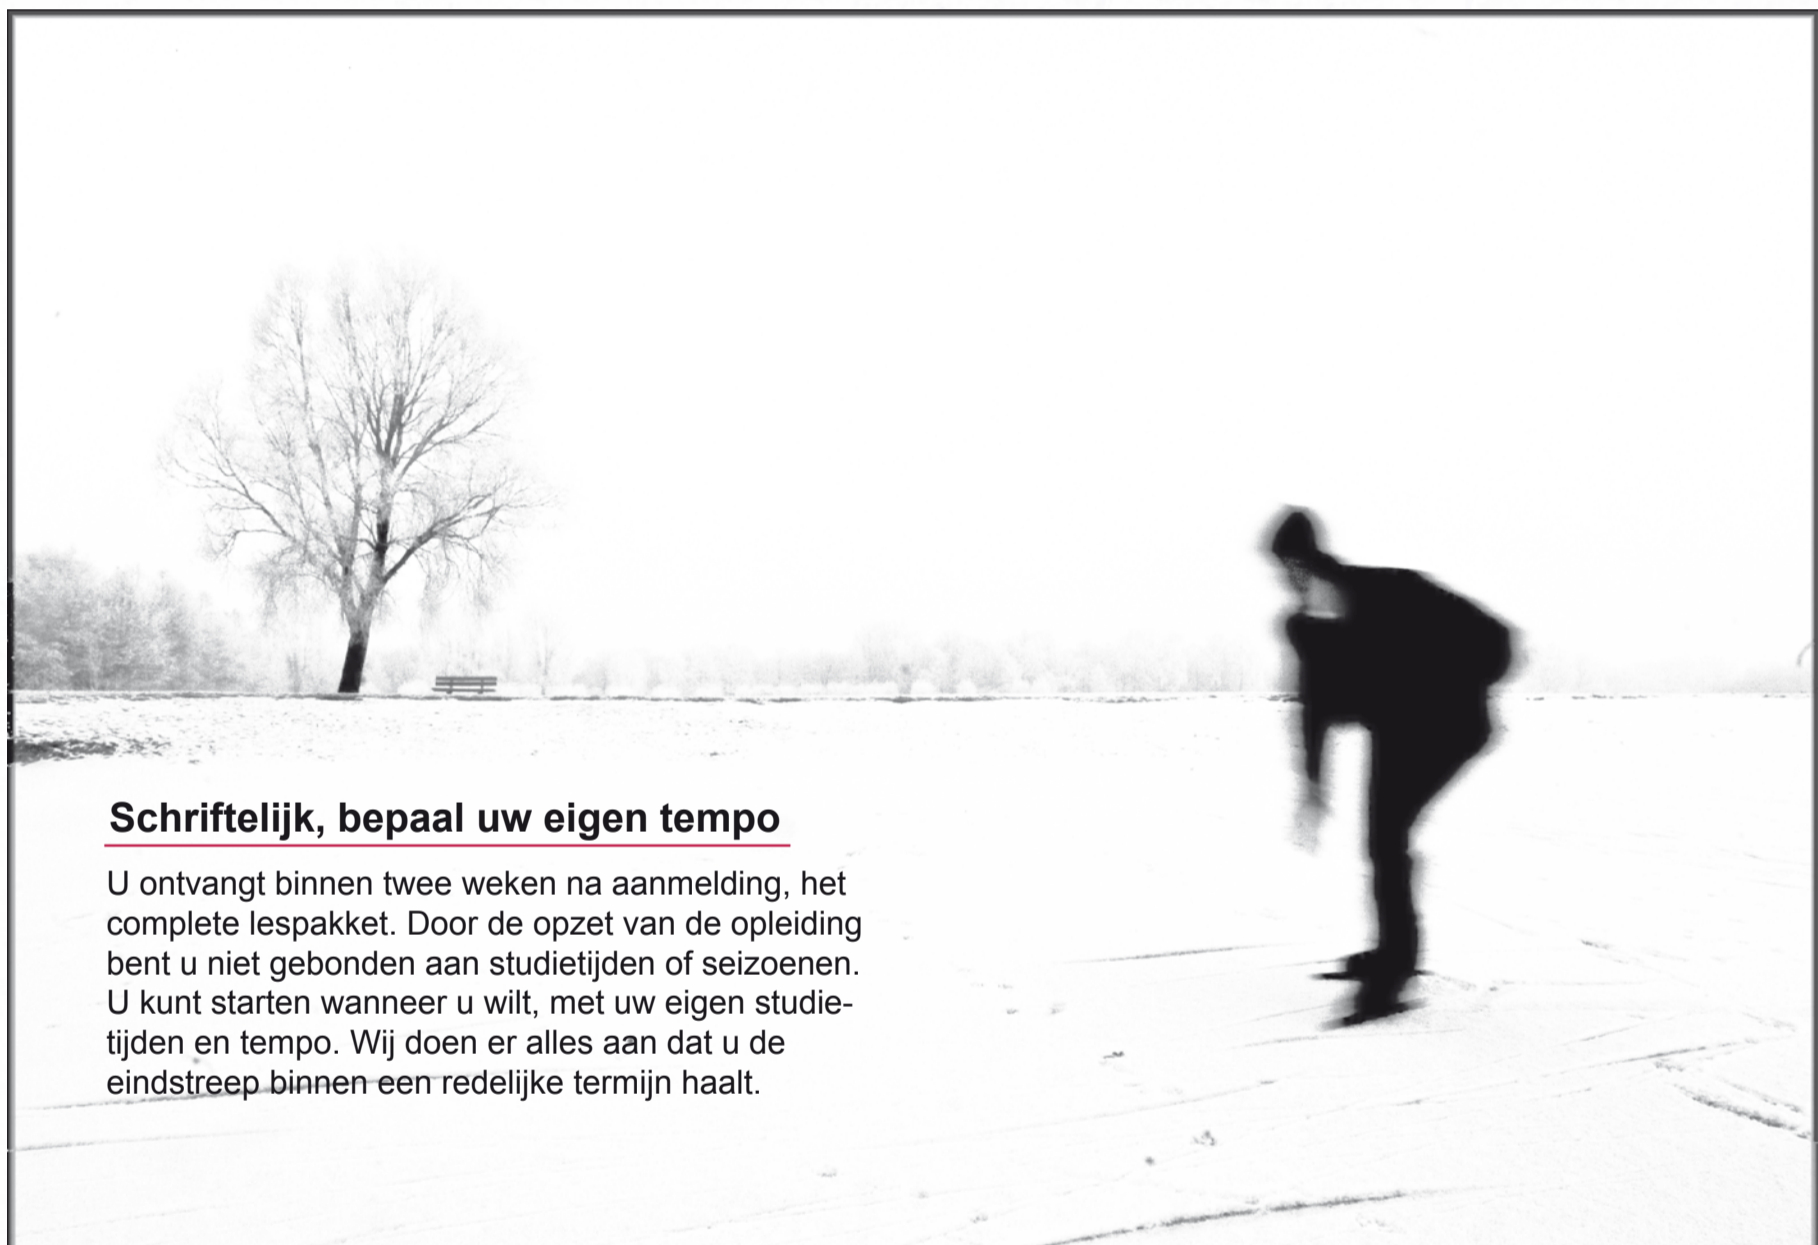 Schriftelijk, bepaal uw eigen tempo
U ontvangt binnen twee weken na aanmelding, het
complete lespakket. Door de opzet van de opleiding
bent u niet gebonden aan studietijden of seizoenen.
U kunt starten wanneer u wilt, met uw eigen studie-
tijden en tempo. Wij doen er alles aan dat u de
eindstreep binnen een redelijke termijn haalt.